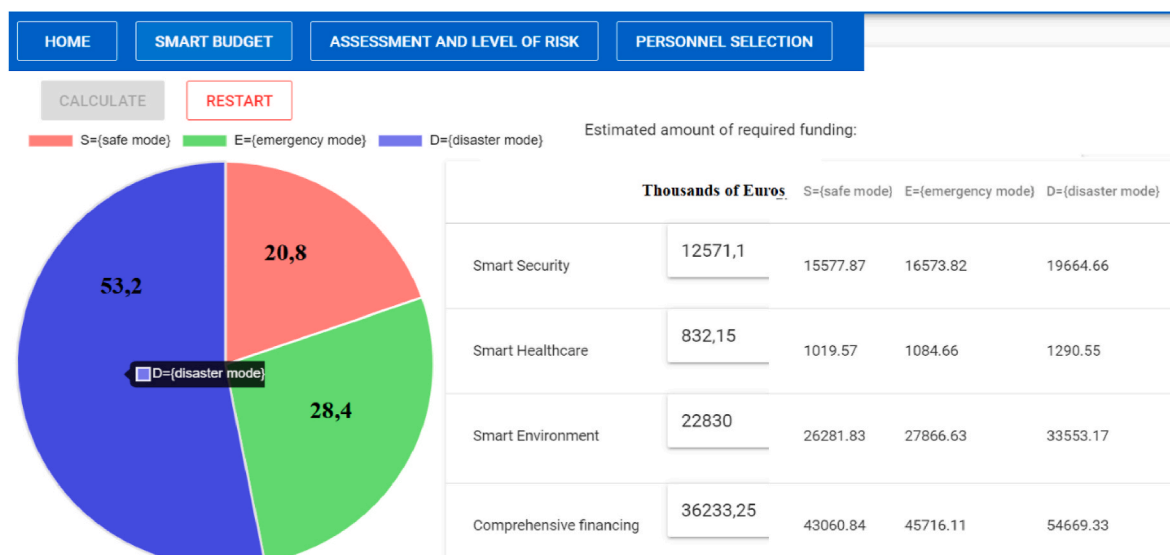 HOME SMART BUDGET ASSESSMENT AND LEVEL OF RISK PERSONNEL SELECTION
CALCULATE RESTART
S={safe mode} E={emergency mode} D={disaster mode}
Estimated amount of required funding:
53,2
20,8
D={disaster mode}
28,4
Thousands of Euros S={safe mode} E={emergency mode} D={disaster mode}
Smart Security 12571,1 15577.87 16573.82 19664.66
Smart Healthcare 832,15 1019.57 1084.66 1290.55
Smart Environment 22830 26281.83 27866.63 33553.17
Comprehensive financing 36233,25 43060.84 45716.11 54669.33